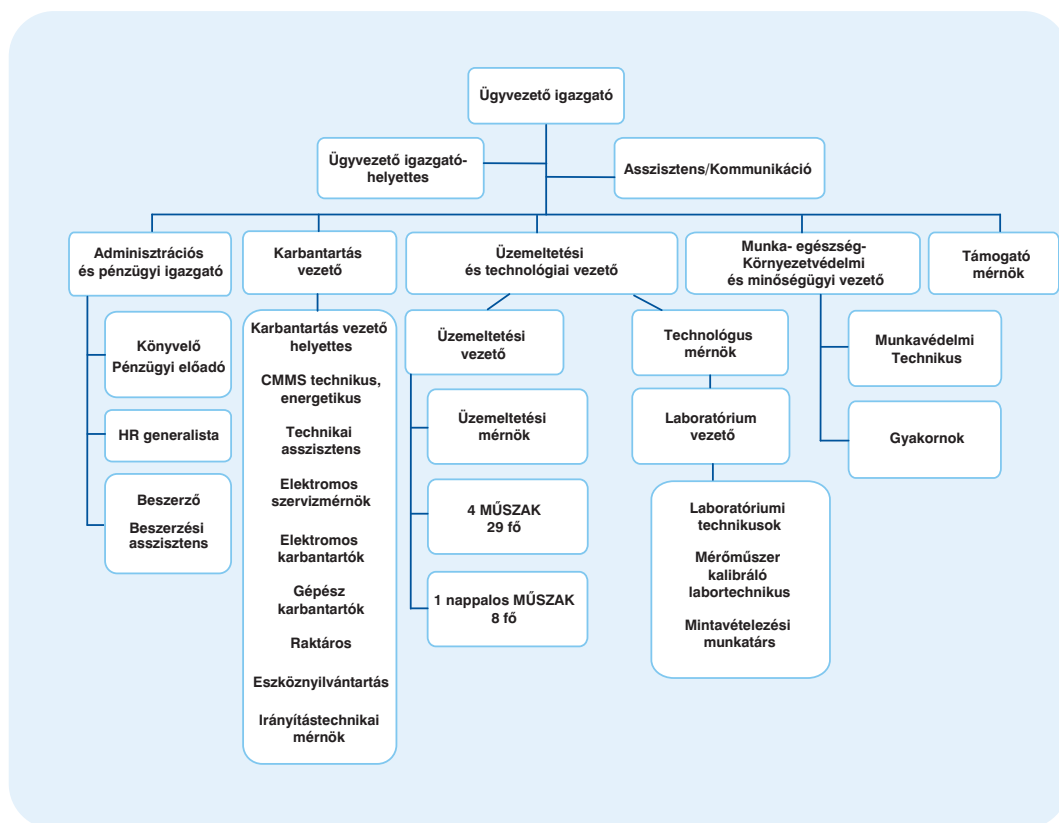 Ügyvezető igazgató
Ügyvezető igazgató-
helyettes
Asszisztens/Kommunikáció
Adminisztrációs
és pénzügyi igazgató
Karbantartás
vezető
Üzemeltetési
és technológiai vezető
Munka- egészség-
Környezetvédelmi
és minőségügyi vezető
Támogató
mérnök
Könyvelő
Pénzügyi előadó
HR generalista
Beszerző
Beszerzési
asszisztens
Karbantartás vezető
helyettes
CMMS technikus,
energetikus
Technikai
asszisztens
Elektromos
szervizmérnök
Elektromos
karbantartók
Gépész
karbantartók
Raktáros
Eszköznyilvántartás
Irányítástechnikai
mérnök
Üzemeltetési
vezető
Üzemeltetési
mérnök
4 MŰSZAK
29 fő
1 nappalos MŰSZAK
8 fő
Technológus
mérnök
Laboratórium
vezető
Laboratóriumi
technikusok
Mérőműszer
kalibráló
labortechnikus
Mintavételezési
munkatárs
Munkavédelmi
Technikus
Gyakornok